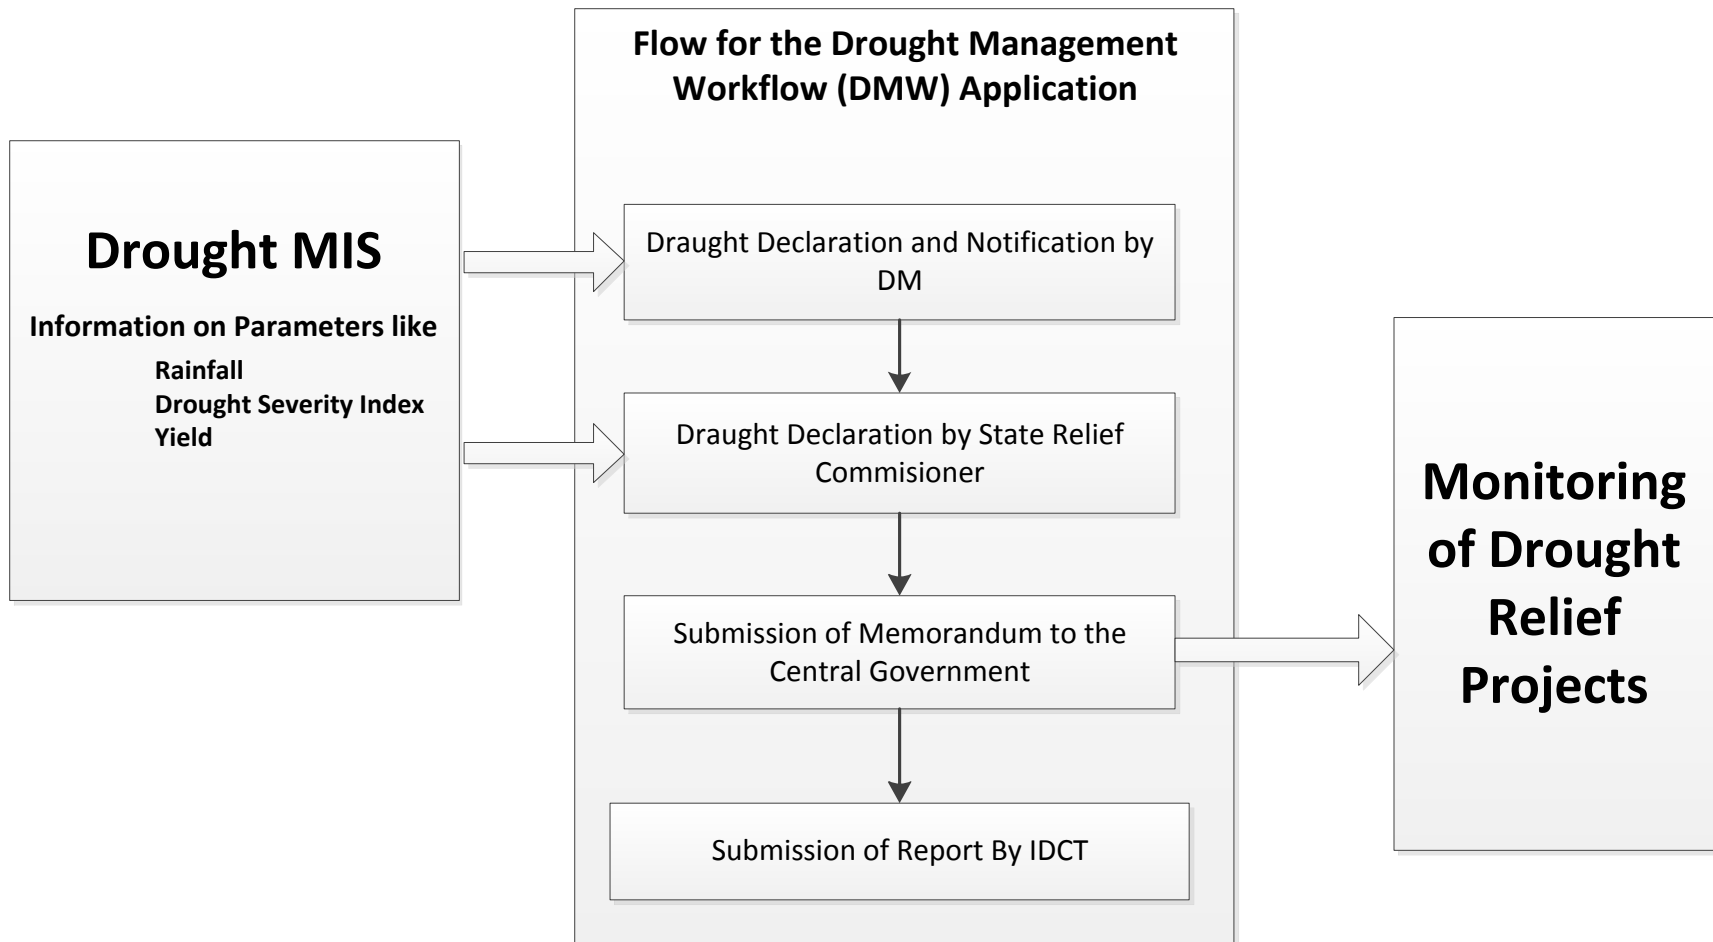 Flow for the Drought Management
Workflow (DMW) Application
Drought MIS
Information on Parameters like
Rainfall
Drought Severity Index
Yield
Draught Declaration and Notification by
DM
Draught Declaration by State Relief
Commisioner
Submission of Memorandum to the
Central Government
Submission of Report By IDCT
Monitoring
of Drought
Relief
Projects